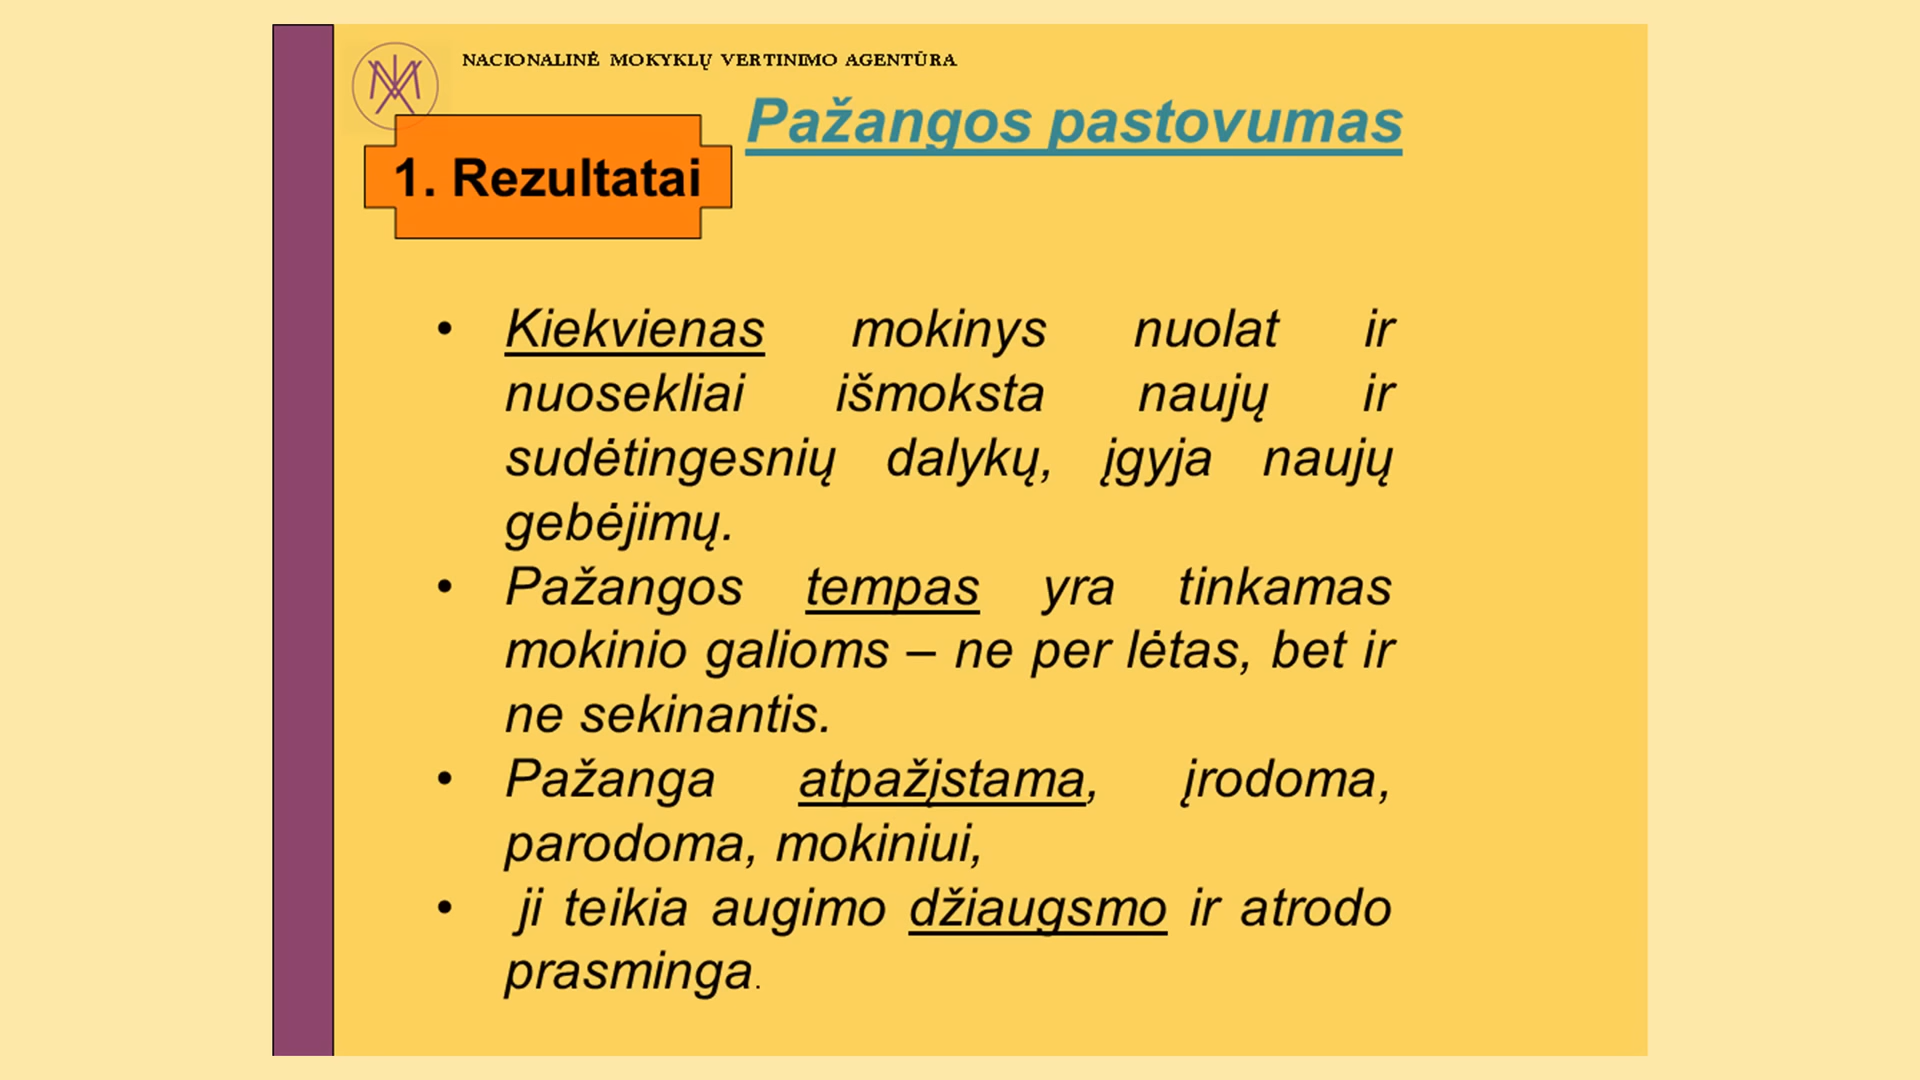 NACIONALINĖ MOKYKLŲ VERTINIMO AGENTŪRA
Pažangos pastovumas
1. Rezultatai
• Kiekvienas mokinys nuolat ir
nuosekliai išmoksta naujų ir
sudėtingesnių dalykų, įgyja naujų
gebėjimų.
• Pažangos tempas yra tinkamas
mokinio galioms – ne per lėtas, bet ir
ne sekinantis.
• Pažanga atpažįstama, įrodoma,
parodoma, mokiniui,
• ji teikia augimo džiaugsmo ir atrodo
prasminga.